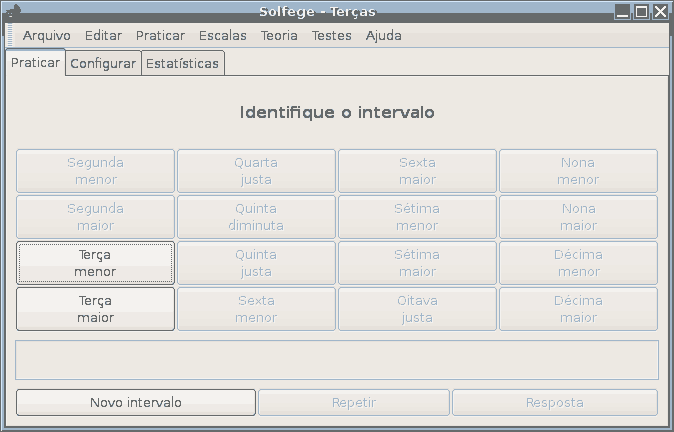 Solfege - Terças
Arquivo Editar Praticar Escalas Teoria Testes Ajuda
Praticar Configurar Estatísticas
Identifique o intervalo
Segunda menor
Quarta justa
Sexta maior
Nona menor
Segunda maior
Quinta diminuta
Sétima menor
Nona maior
Terça menor
Quinta justa
Sétima maior
Décima menor
Terça maior
Sexta menor
Oitava justa
Décima maior
Novo intervalo Repetir Resposta